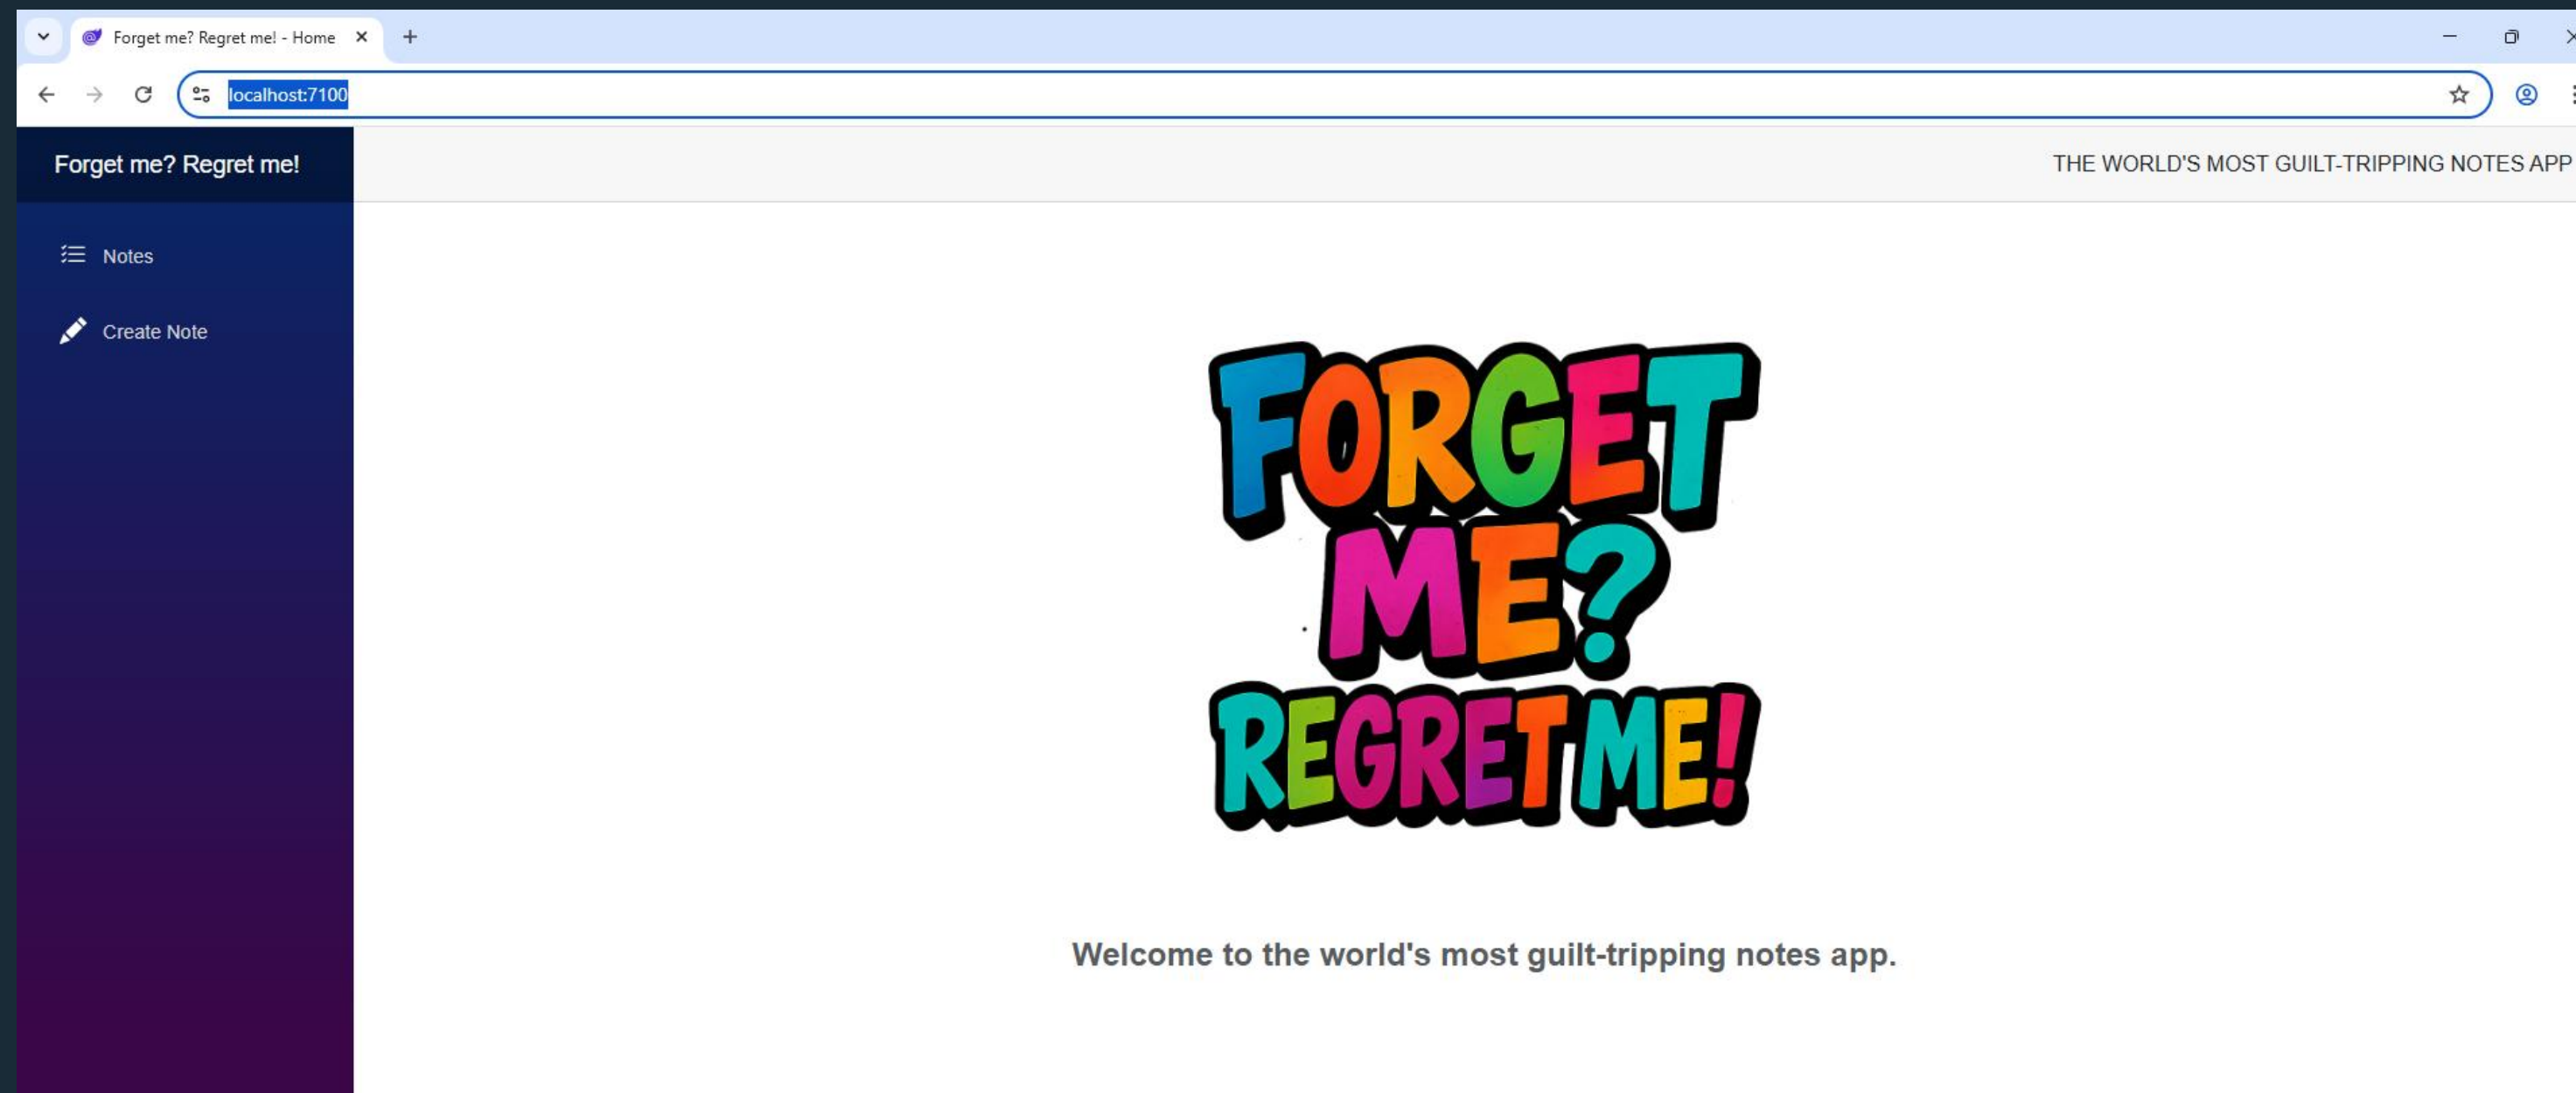 Forget me? Regret me! - Home
localhost:7100
Forget me? Regret me!
THE WORLD'S MOST GUILT-TRIPPING NOTES APP
Notes
Create Note
FORGET
ME?
REGRET ME!
Welcome to the world's most guilt-tripping notes app.